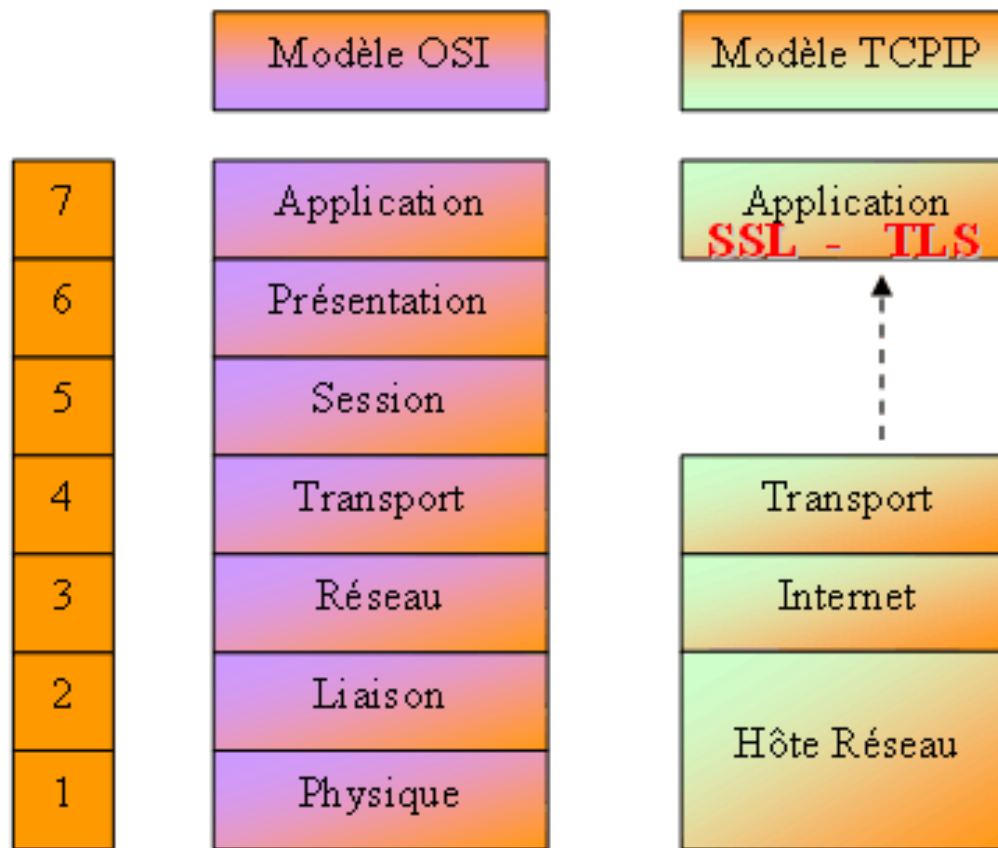 Modèle OSI
Modèle TCPIP
7
Application
Application
SSL - TLS
6
Présentation
5
Session
4
Transport
Transport
3
Réseau
Internet
2
Liaison
Hôte Réseau
1
Physique